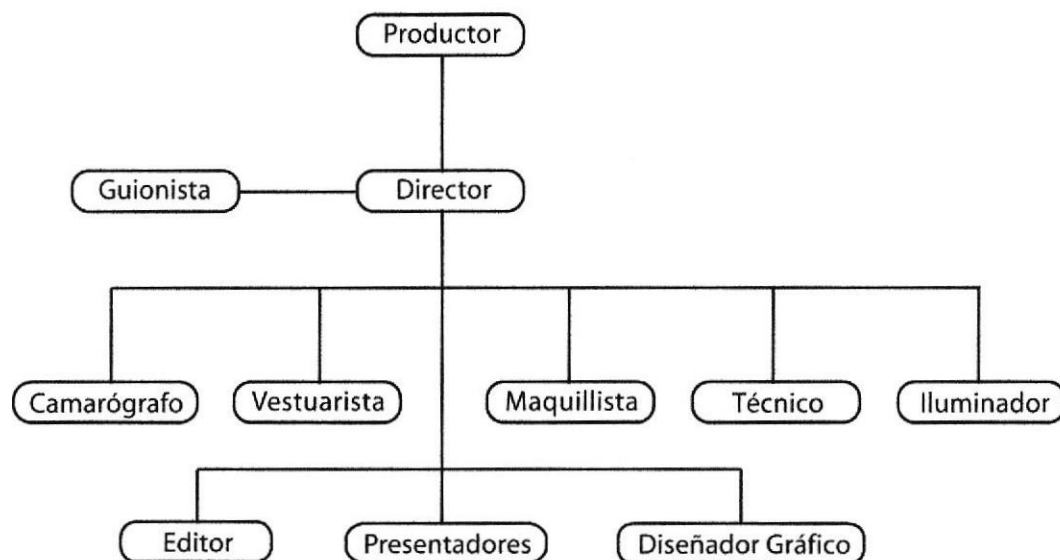 Productor
Guionista
Director
Camarógrafo
Vestuarista
Maquillista
Técnico
Iluminador
Editor
Presentadores
Diseñador Gráfico